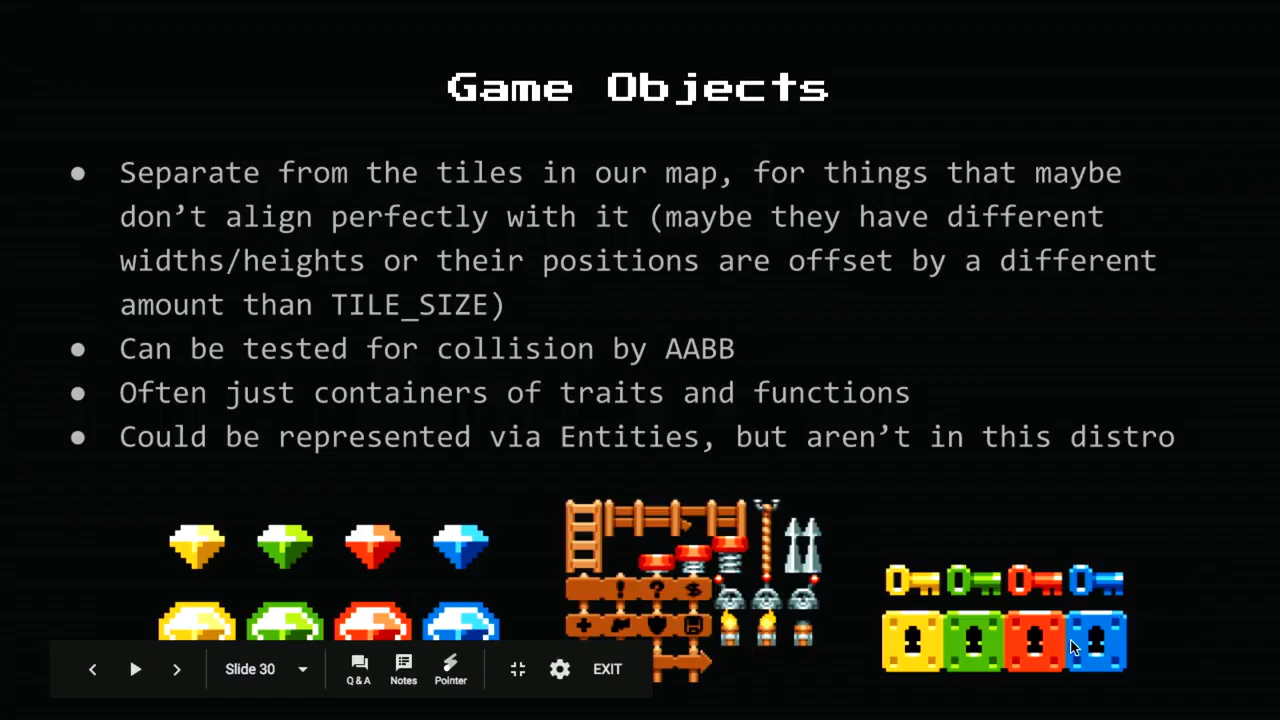 Game Objects
● Separate from the tiles in our map, for things that maybe
don’t align perfectly with it (maybe they have different
widths/heights or their positions are offset by a different
amount than TILE_SIZE)
● Can be tested for collision by AABB
● Often just containers of traits and functions
● Could be represented via Entities, but aren’t in this distro
! ? $
+
Slide 30
Q & A Notes Pointer
EXIT